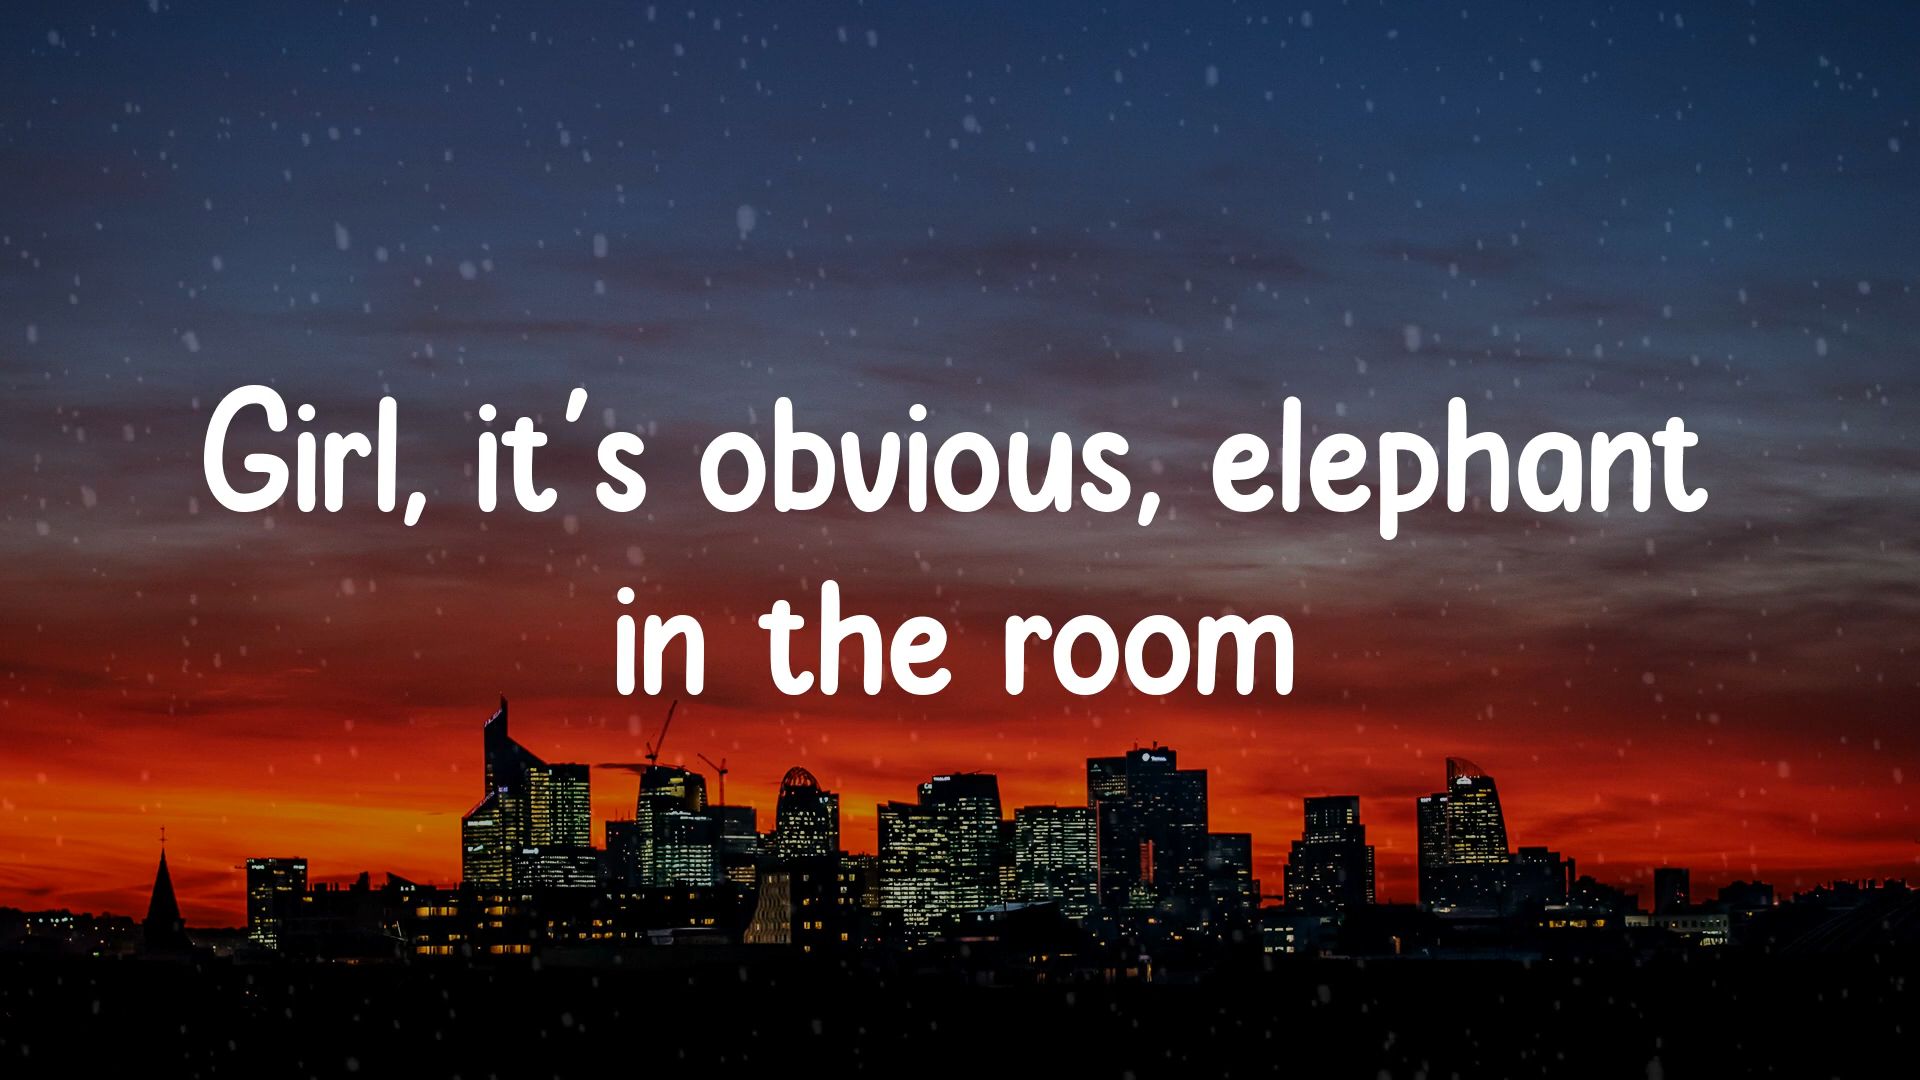 Girl, it's obvious, elephant
in the room